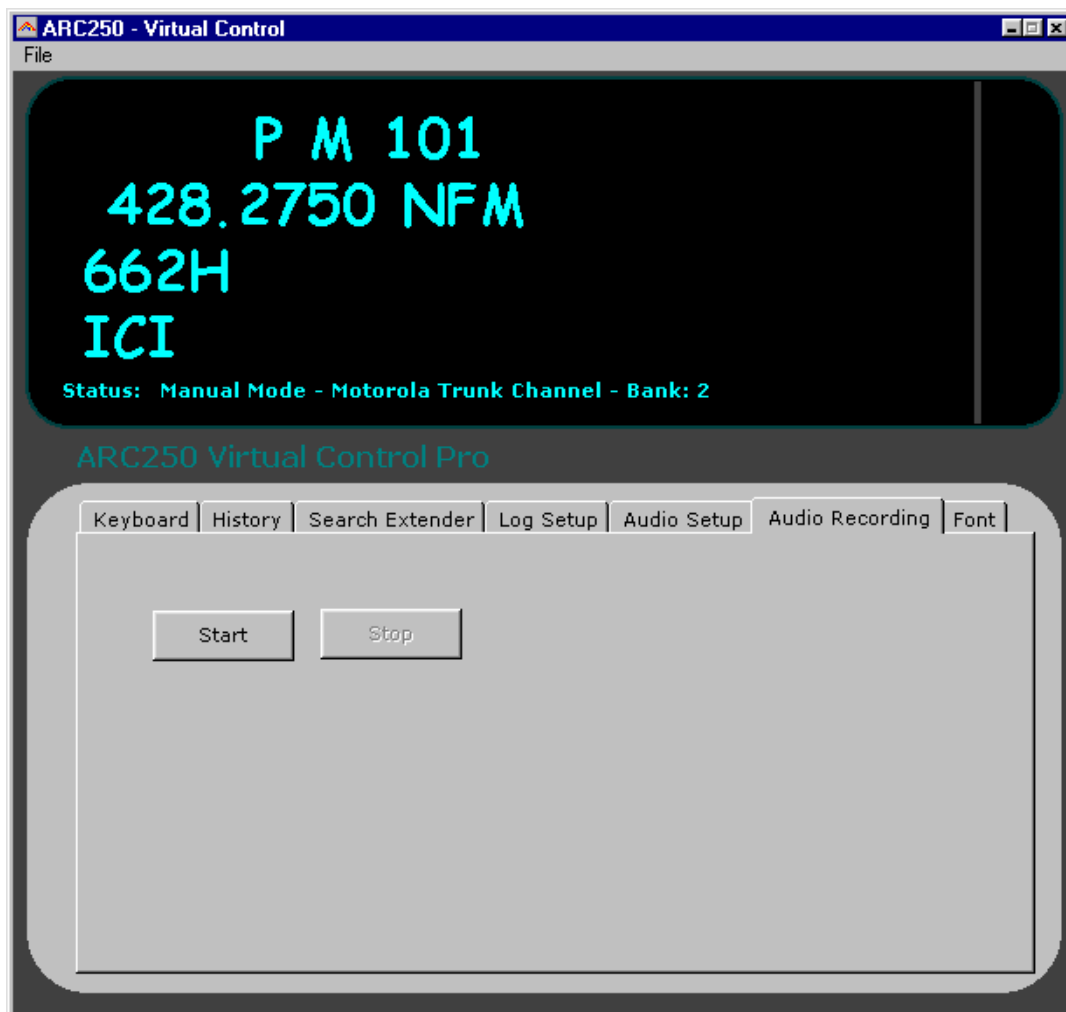 ARC250 - Virtual Control
File
P M 101
428.2750 NFM
662H
ICI
Status: Manual Mode - Motorola Trunk Channel - Bank: 2
ARC250 Virtual Control Pro
Keyboard History Search Extender Log Setup Audio Setup Audio Recording Font
Start Stop